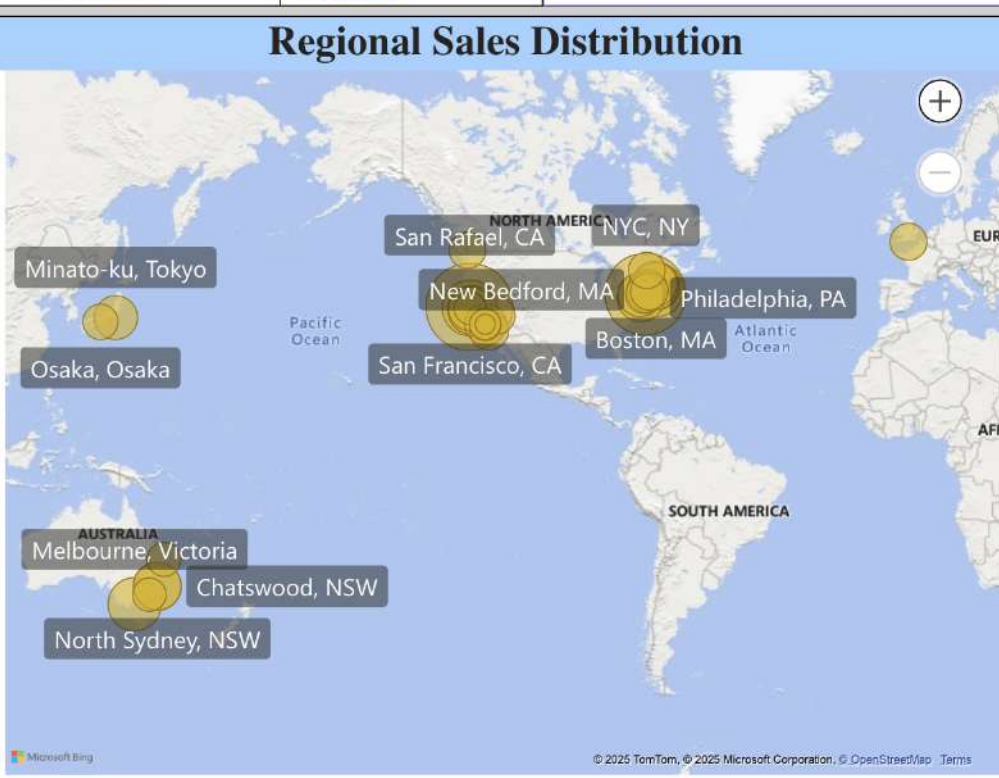 Regional Sales Distribution
NORTH AMERICA
San Rafael, CA
NYC, NY
EUR
Minato-ku, Tokyo
New Bedford, MA
Philadelphia, PA
Pacific
Ocean
Boston, MA
Atlantic
Ocean
Osaka, Osaka
San Francisco, CA
AFI
SOUTH AMERICA
AUSTRALIA
Melbourne, Victoria
Chatswood, NSW
North Sydney, NSW
Microsoft Bing
© 2025 TomTom, © 2025 Microsoft Corporation, © OpenStreetMap Terms